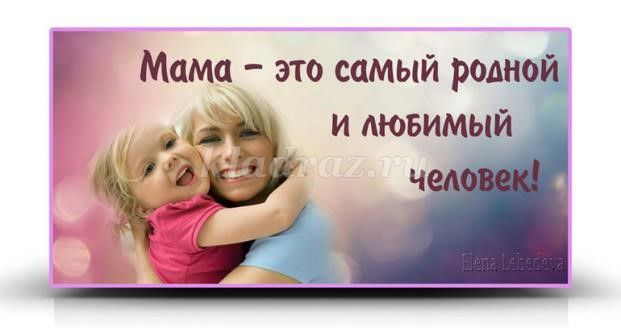 Мама – это самый родной
и любимый
kladraz.ru
человек!
Elena Lebedeva